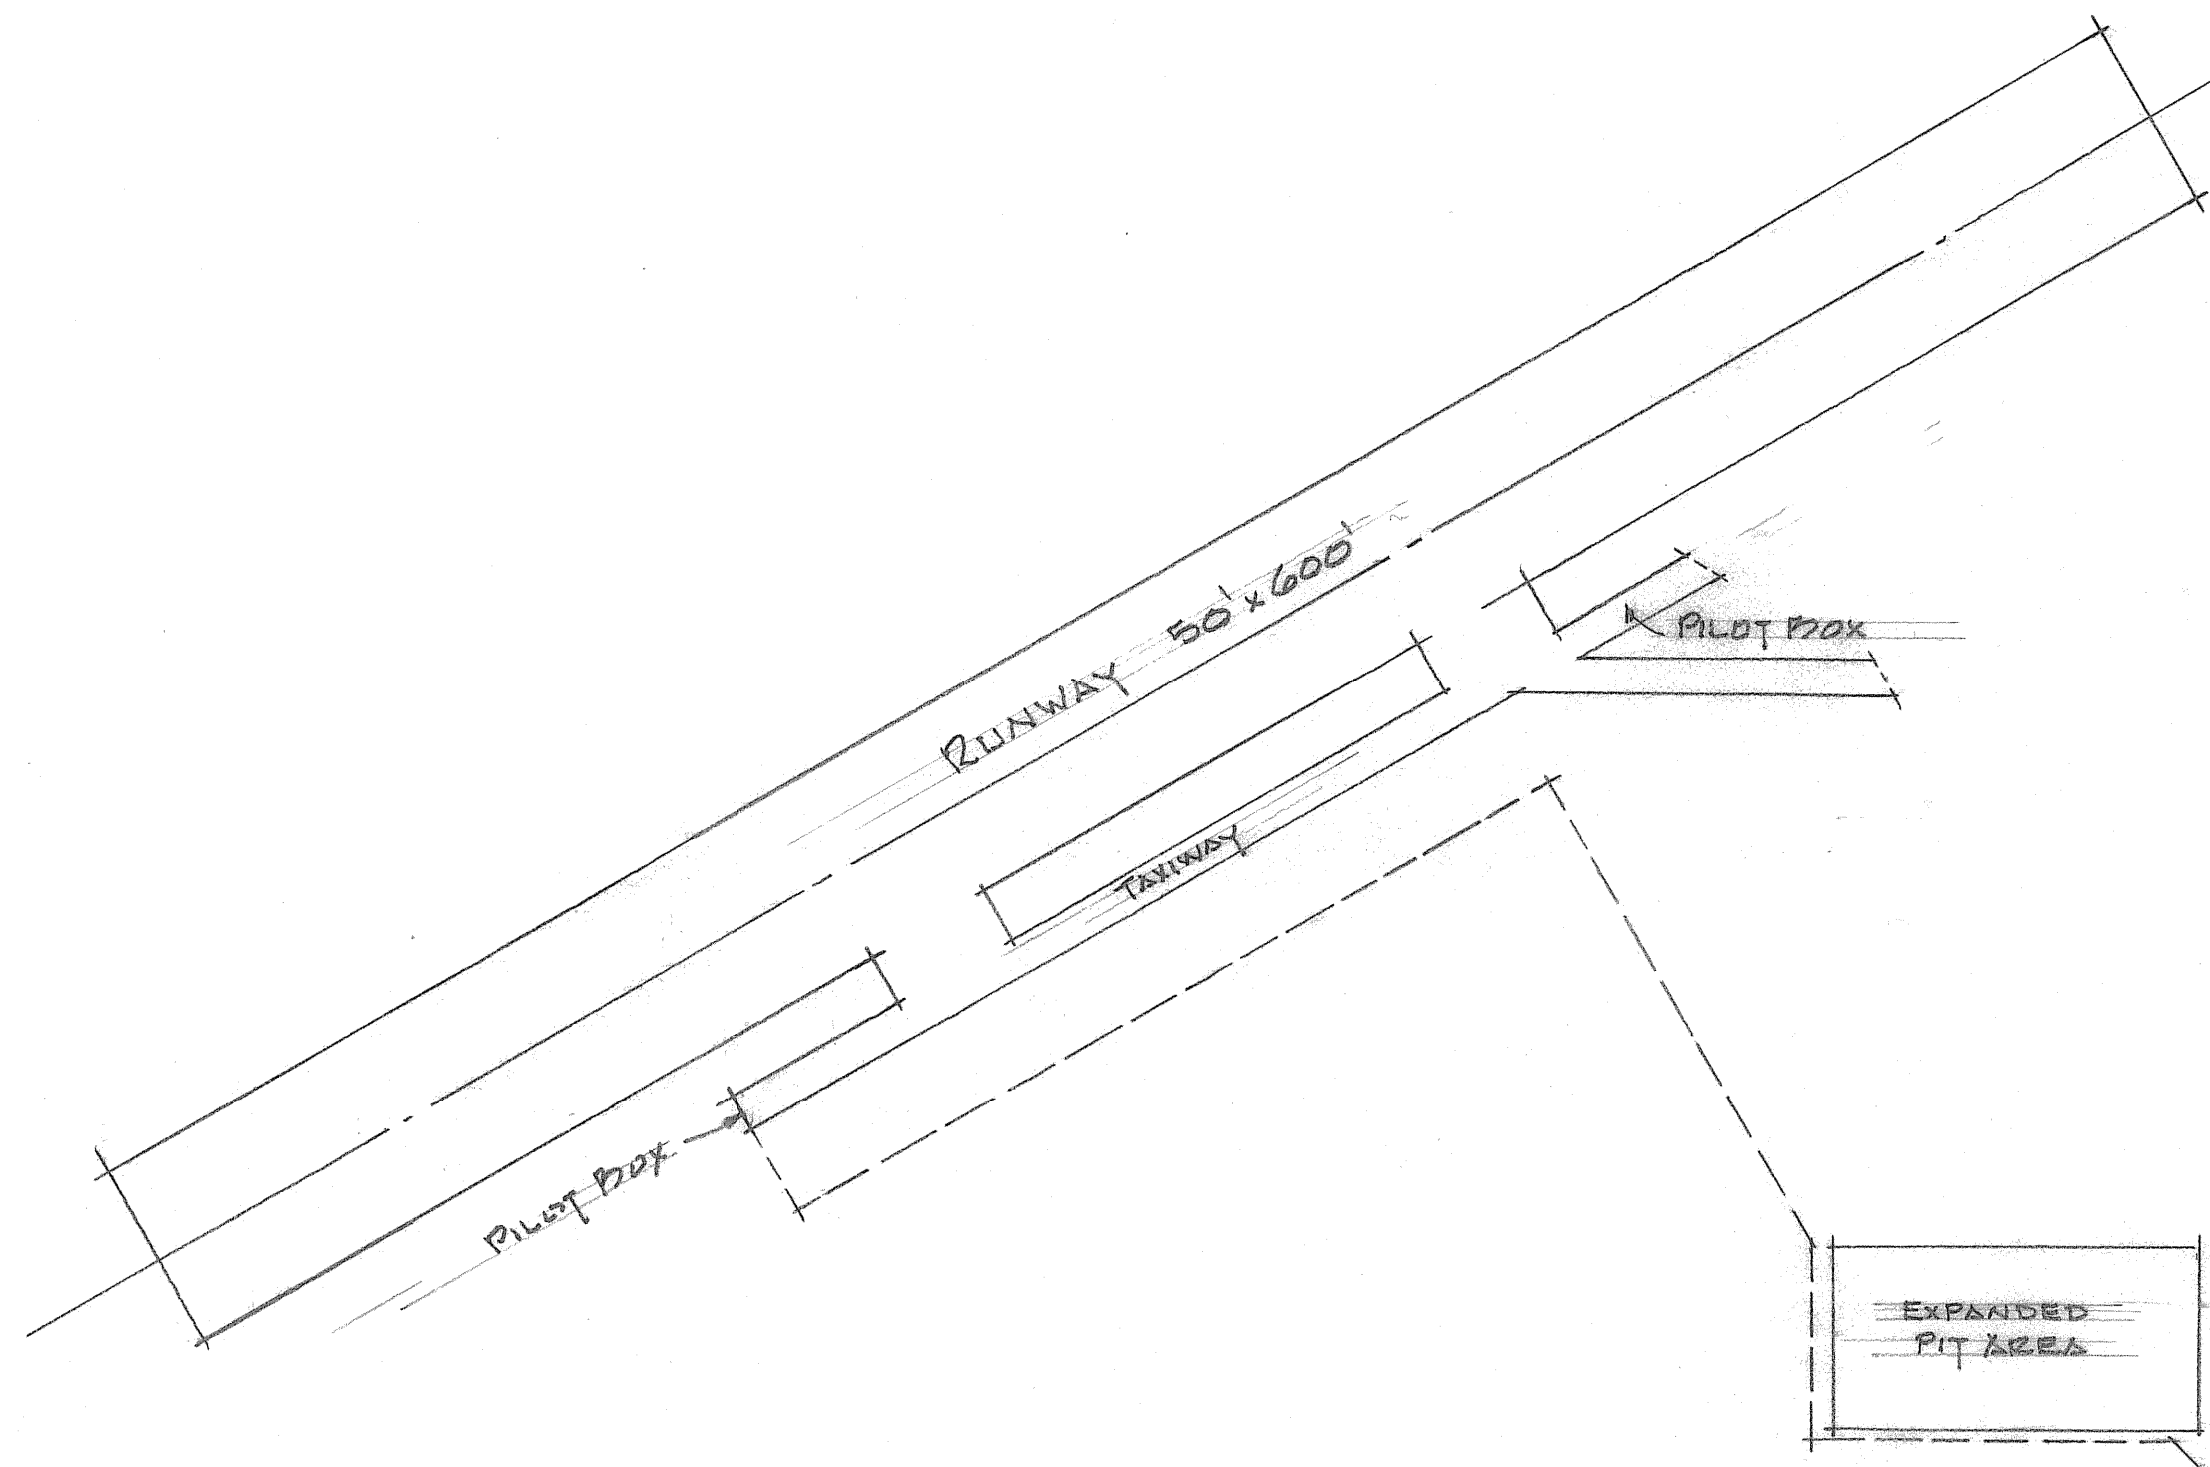 RUNWAY 50' x 600'
PILOT BOX
TAXIWAY
PILOT BOX
EXPANDED
PIT AREA